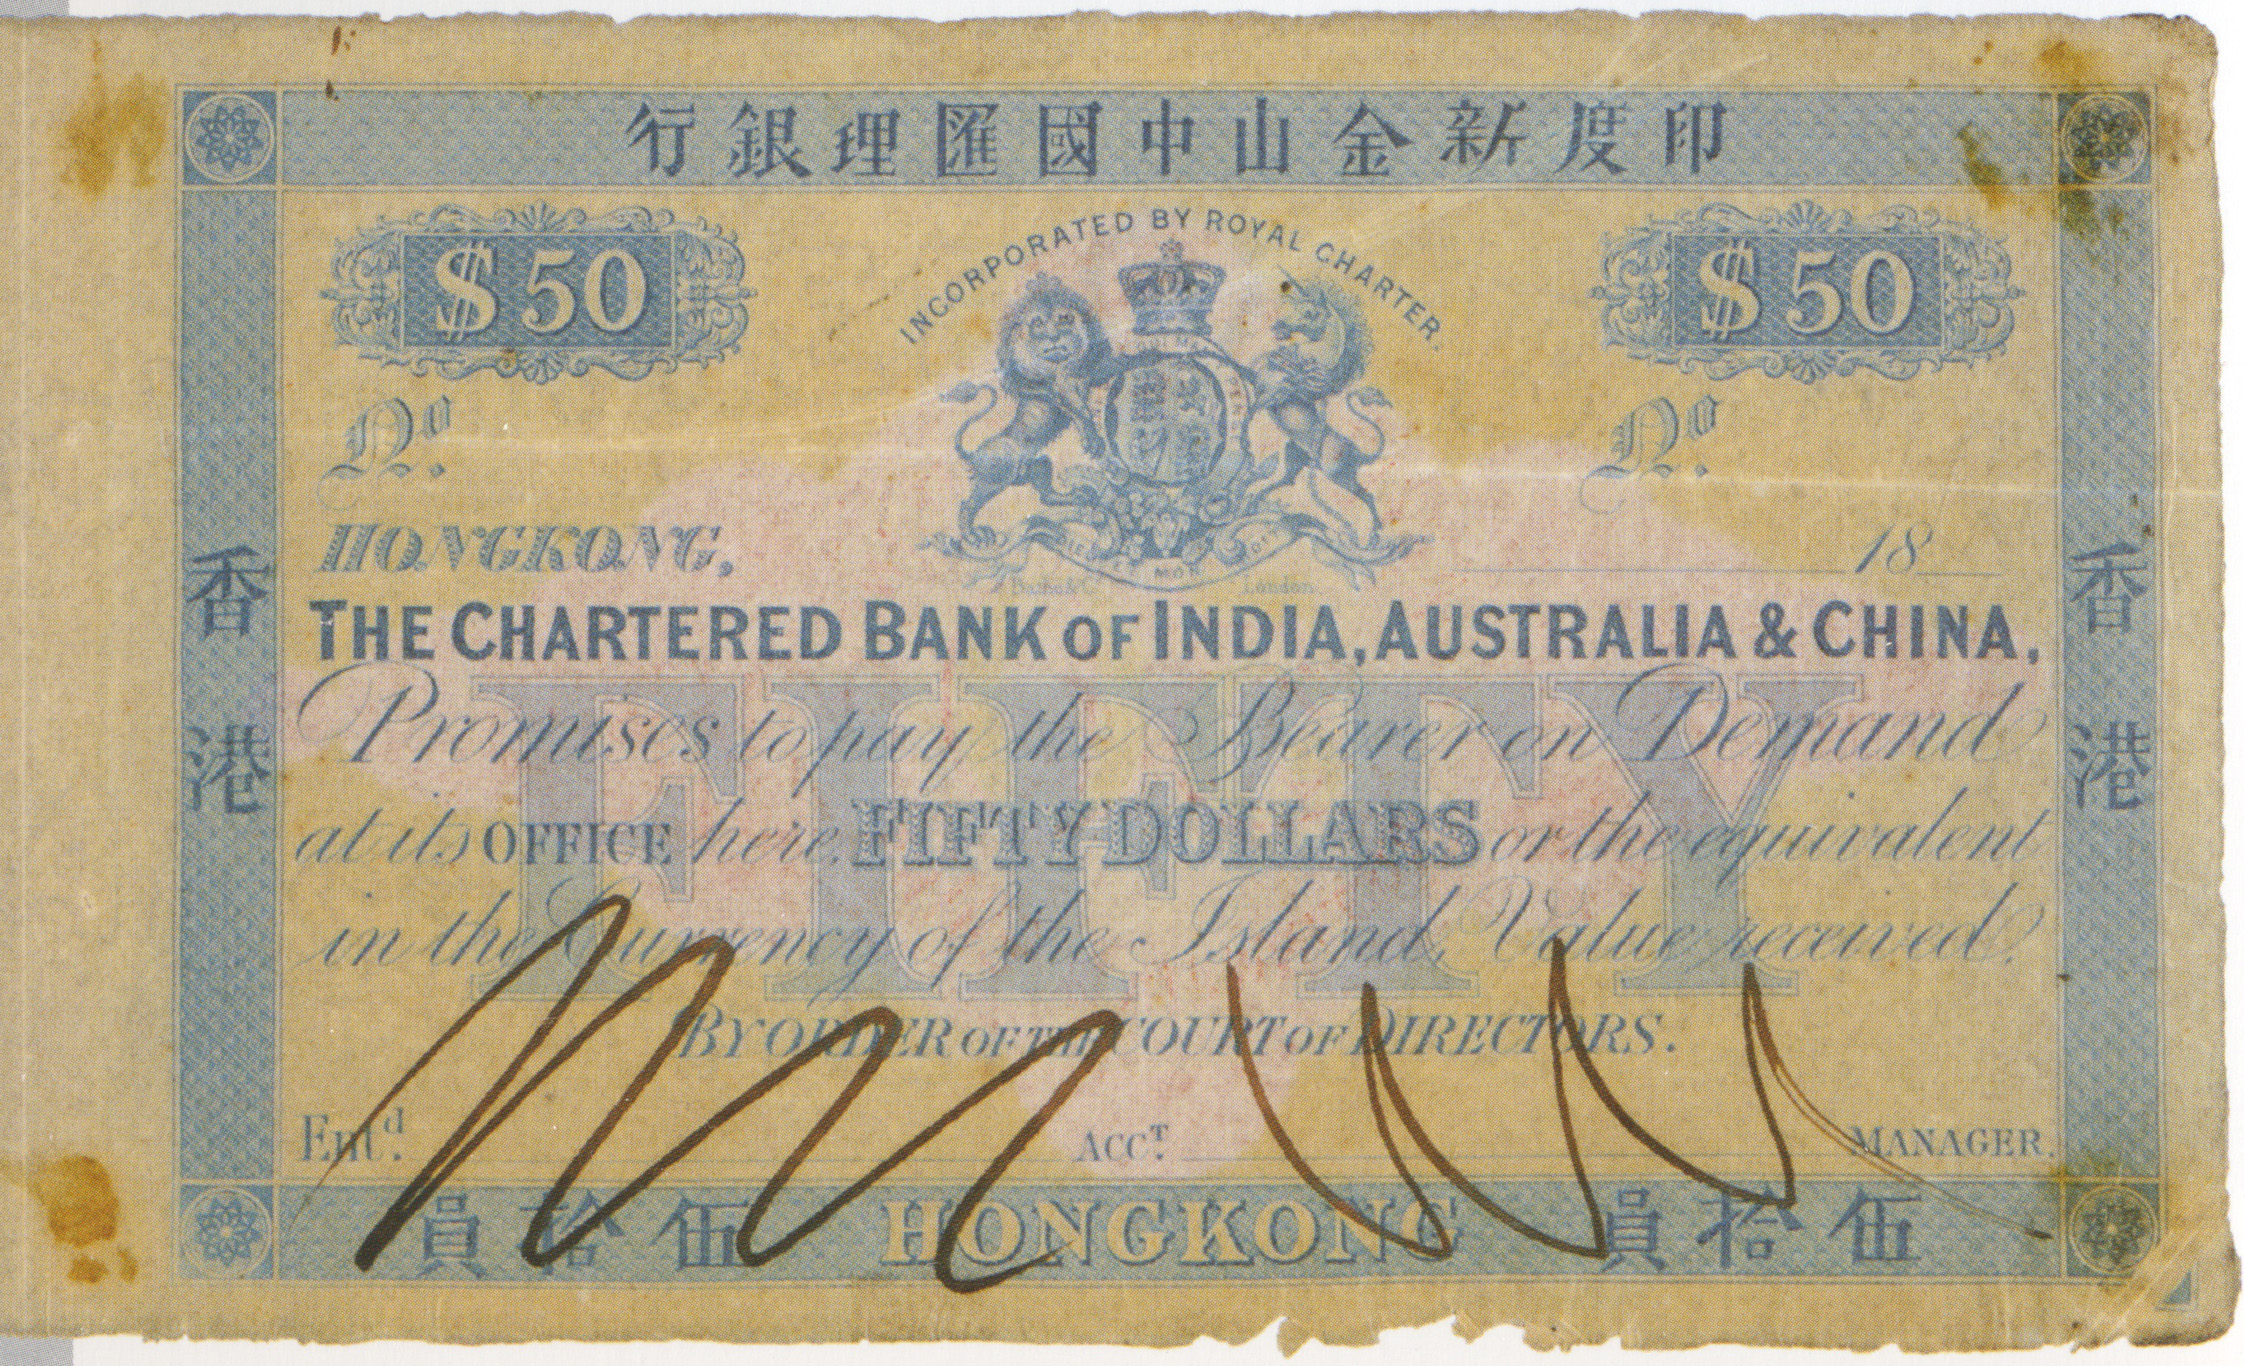 印度新金山中國匯理銀行
$50
INCORPORATED BY ROYAL CHARTER.
$50
No.
No.
HONGKONG,
18
London.
THE CHARTERED BANK OF INDIA, AUSTRALIA & CHINA,
Promises to pay the Bearer on Demand
at its OFFICE here, FIFTY DOLLARS or the equivalent
in the Currency of the Island, Value received.
FIFTY
BY ORDER OF THE COURT OF DIRECTORS.
Entd.
ACCT.
MANAGER.
香港
香港
伍拾員
HONGKONG
伍拾員